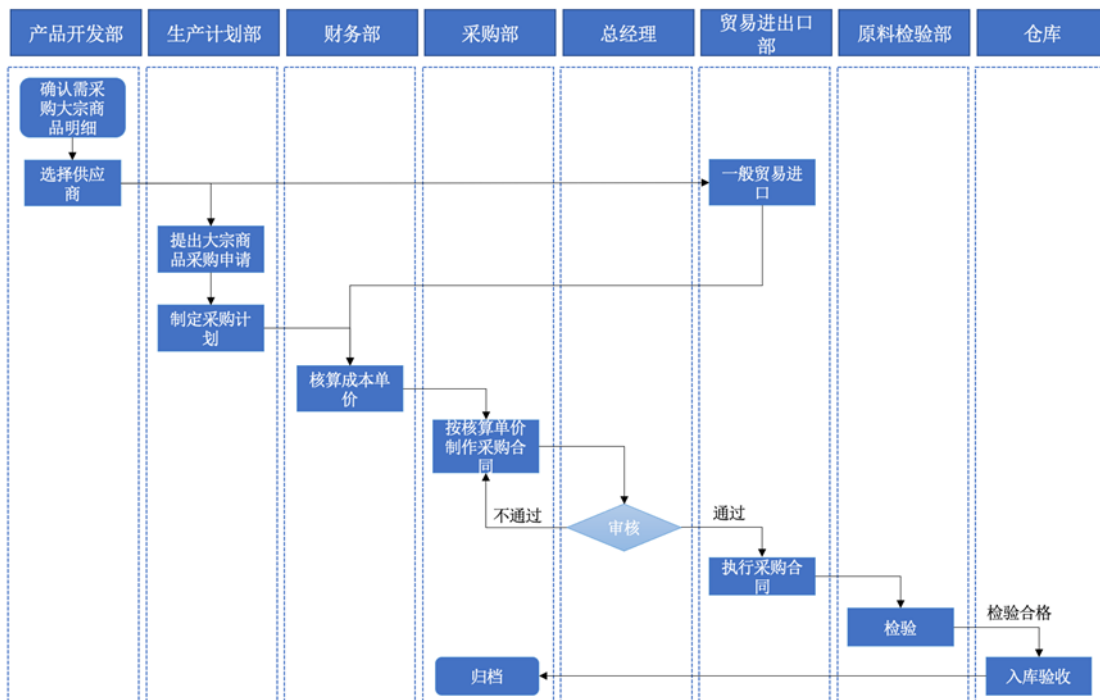 产品开发部
生产计划部
财务部
采购部
总经理
贸易进出口
部
原料检验部
仓库
确认需采
购大宗商
品明细
选择供应
商
一般贸易进
口
提出大宗商
品采购申请
制定采购计
划
核算成本单
价
按核算单价
制作采购合
同
不通过
审核
通过
执行采购合
同
检验
检验合格
归档
入库验收